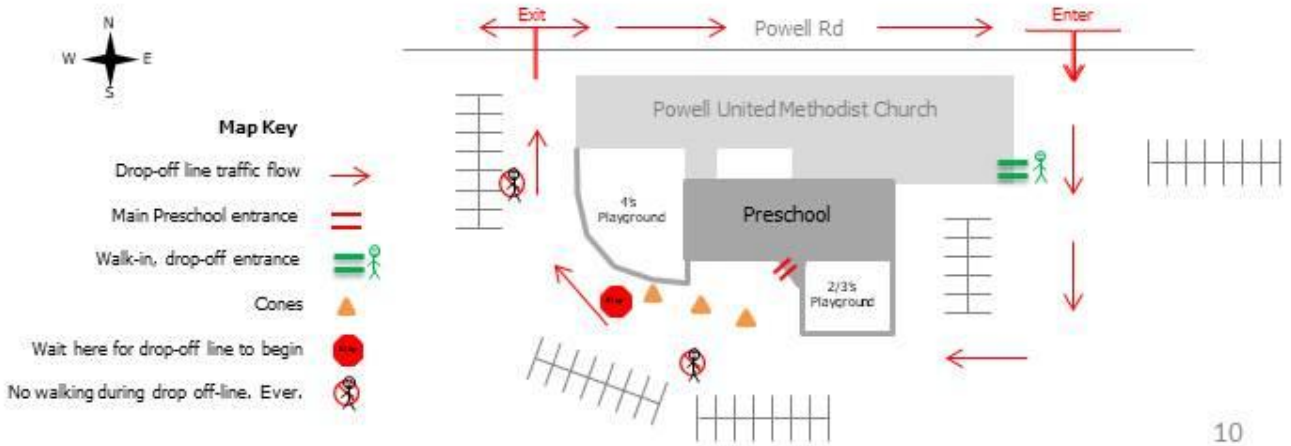 Exit
Enter
Powell Rd
N
W
E
S
Powell United Methodist Church
Map Key
Drop-off line traffic flow
Main Preschool entrance
Walk-in, drop-off entrance
Cones
Wait here for drop-off line to begin
No walking during drop off-line. Ever.
4's
Playground
Preschool
2/3's
Playground
10